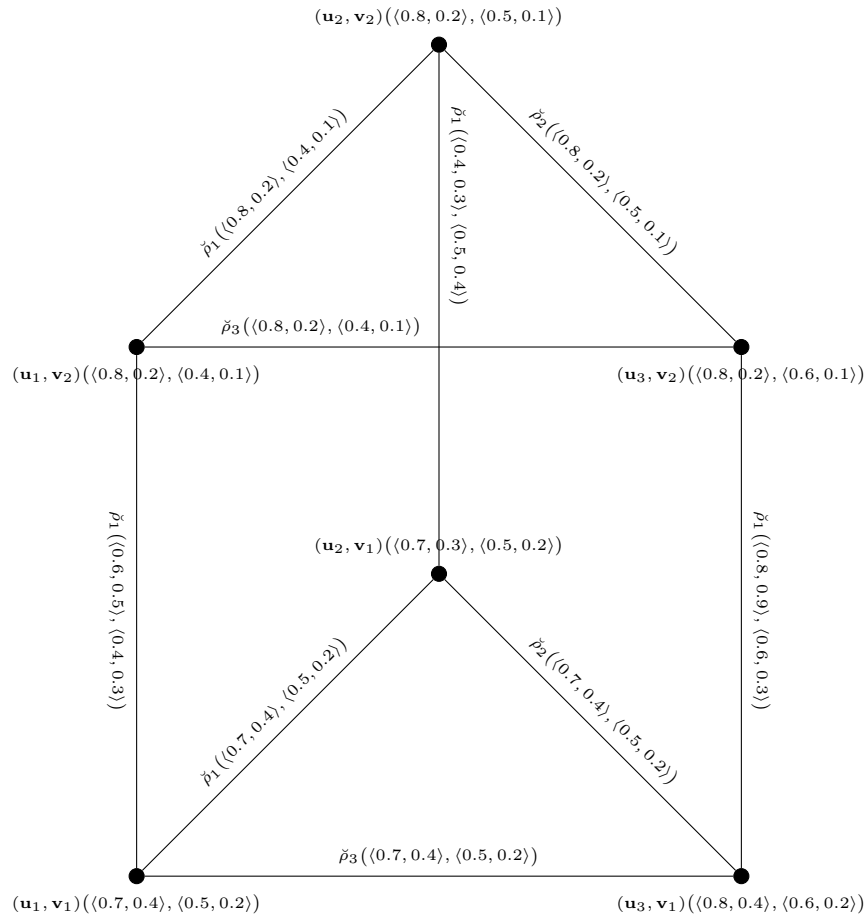 (u₂, v₂)(⟨0.8, 0.2⟩, ⟨0.5, 0.1⟩)
ρ̆₁(⟨0.8, 0.2⟩, ⟨0.4, 0.1⟩)
ρ̆₁(⟨0.4, 0.3⟩, ⟨0.5, 0.4⟩)
ρ̆₂(⟨0.8, 0.2⟩, ⟨0.5, 0.1⟩)
ρ̆₃(⟨0.8, 0.2⟩, ⟨0.4, 0.1⟩)
(u₁, v₂)(⟨0.8, 0.2⟩, ⟨0.4, 0.1⟩)
(u₃, v₂)(⟨0.8, 0.2⟩, ⟨0.6, 0.1⟩)
ρ̆₁(⟨0.6, 0.5⟩, ⟨0.4, 0.3⟩)
(u₂, v₁)(⟨0.7, 0.3⟩, ⟨0.5, 0.2⟩)
ρ̆₁(⟨0.8, 0.9⟩, ⟨0.6, 0.3⟩)
ρ̆₁(⟨0.7, 0.4⟩, ⟨0.5, 0.2⟩)
ρ̆₂(⟨0.7, 0.4⟩, ⟨0.5, 0.2⟩)
ρ̆₃(⟨0.7, 0.4⟩, ⟨0.5, 0.2⟩)
(u₁, v₁)(⟨0.7, 0.4⟩, ⟨0.5, 0.2⟩)
(u₃, v₁)(⟨0.8, 0.4⟩, ⟨0.6, 0.2⟩)